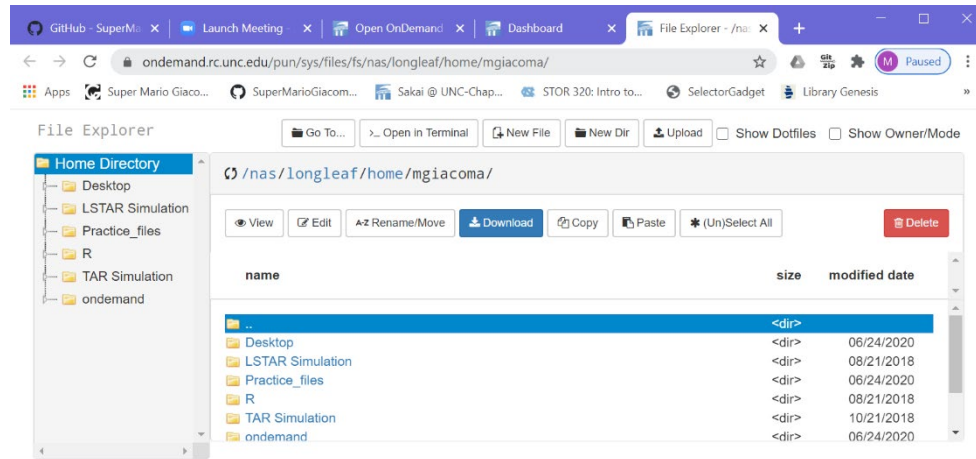 GitHub - SuperMa
Launch Meeting -
Open OnDemand
Dashboard
File Explorer - /na
ondemand.rc.unc.edu/pun/sys/files/fs/nas/longleaf/home/mgiacoma/
Git Zip
M Paused
Apps
Super Mario Giaco...
SuperMarioGiacom...
Sakai @ UNC-Chap...
STOR 320: Intro to...
SelectorGadget
Library Genesis
»
File Explorer
Go To...
>_ Open in Terminal
New File
New Dir
Upload
Show Dotfiles
Show Owner/Mode
Home Directory
Desktop
LSTAR Simulation
Practice_files
R
TAR Simulation
ondemand
/nas/longleaf/home/mgiacoma/
View
Edit
A-Z Rename/Move
Download
Copy
Paste
(Un)Select All
Delete
name size modified date
.. <dir>
Desktop <dir> 06/24/2020
LSTAR Simulation <dir> 08/21/2018
Practice_files <dir> 06/24/2020
R <dir> 08/21/2018
TAR Simulation <dir> 10/21/2018
ondemand <dir> 06/24/2020